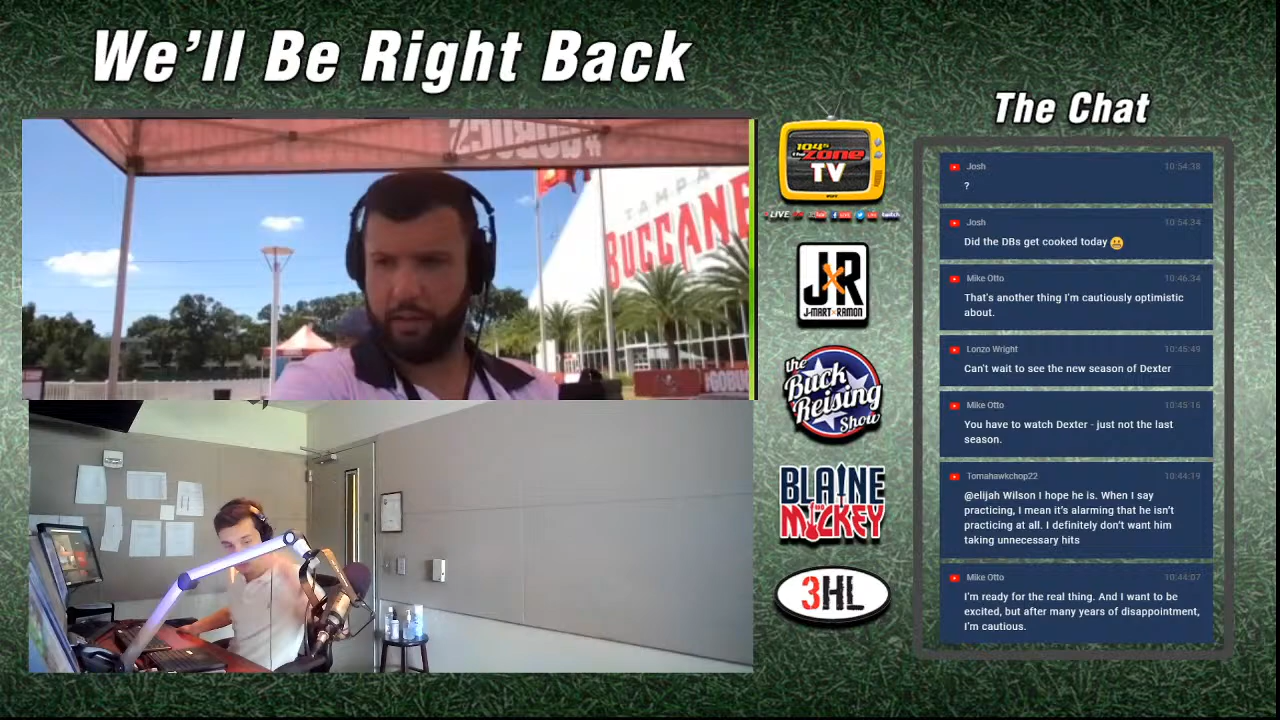 We'll Be Right Back
The Chat
#GOBUCS
TAMPA
BUCCANE
104.5
the ZONE
TV
LIVE
JxR
J-MART x RAMON
the
Buck
Reising
Show
BLAINE
AND
MICKEY
3HL
Josh 10:54:38
?
Josh 10:54:34
Did the DBs get cooked today
Mike Otto 10:46:34
That's another thing I'm cautiously optimistic
about.
Lonzo Wright 10:45:49
Can't wait to see the new season of Dexter
Mike Otto 10:45:16
You have to watch Dexter - just not the last
season.
Tomahawkchop22 10:44:19
@elijah Wilson I hope he is. When I say
practicing, I mean it's alarming that he isn't
practicing at all. I definitely don't want him
taking unnecessary hits
Mike Otto 10:44:07
I'm ready for the real thing. And I want to be
excited, but after many years of disappointment,
I'm cautious.